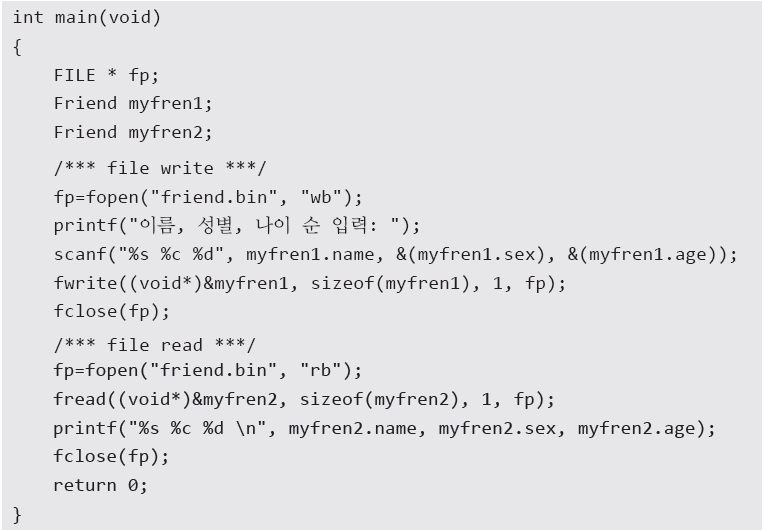 int main(void)
{
    FILE * fp;
    Friend myfren1;
    Friend myfren2;
    /*** file write ***/
    fp=fopen("friend.bin", "wb");
    printf("이름, 성별, 나이 순 입력: ");
    scanf("%s %c %d", myfren1.name, &(myfren1.sex), &(myfren1.age));
    fwrite((void*)&myfren1, sizeof(myfren1), 1, fp);
    fclose(fp);
    /*** file read ***/
    fp=fopen("friend.bin", "rb");
    fread((void*)&myfren2, sizeof(myfren2), 1, fp);
    printf("%s %c %d \n", myfren2.name, myfren2.sex, myfren2.age);
    fclose(fp);
    return 0;
}